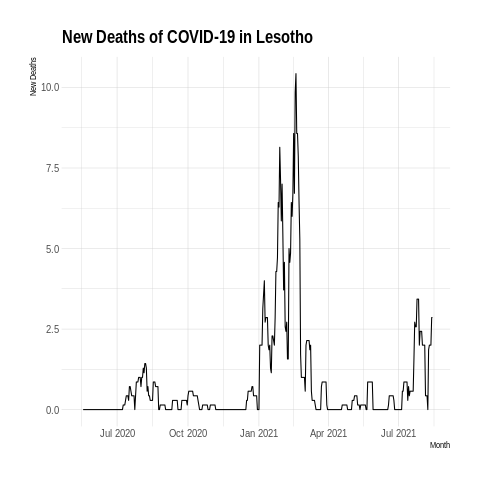 New Deaths of COVID-19 in Lesotho
New Deaths
10.0
7.5
5.0
2.5
0.0
Jul 2020 Oct 2020 Jan 2021 Apr 2021 Jul 2021
Month